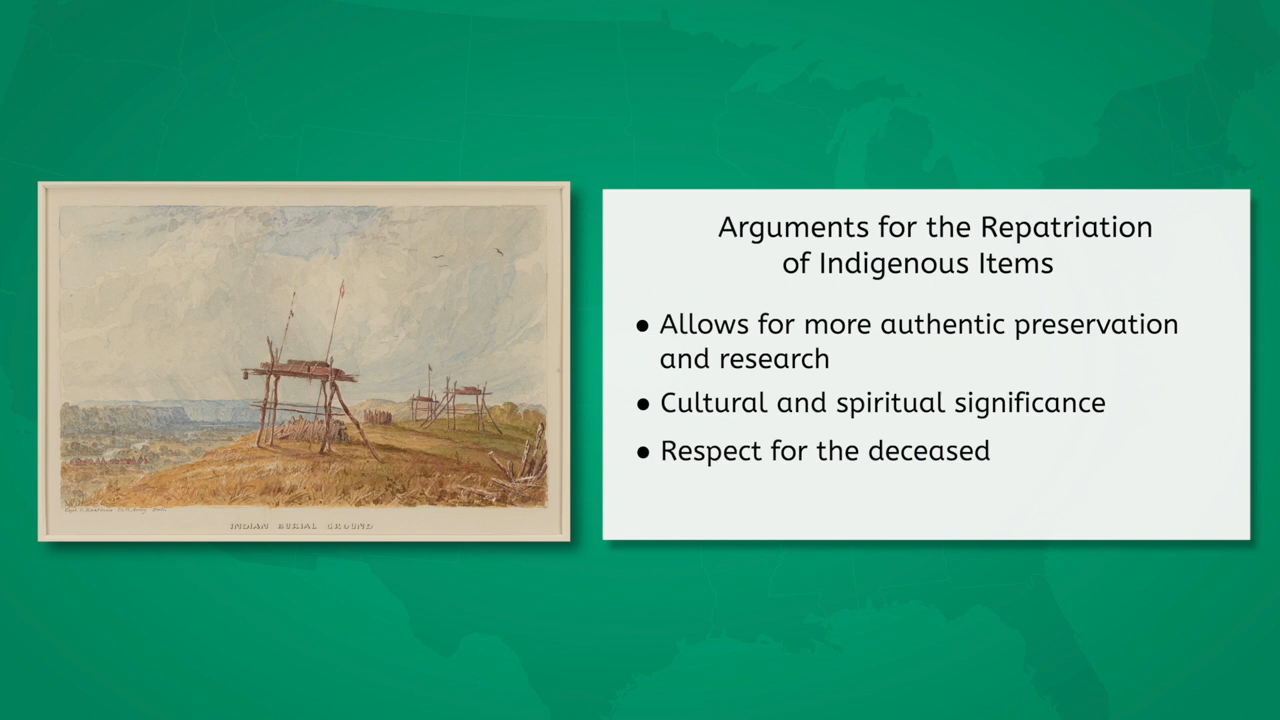 Arguments for the Repatriation
of Indigenous Items
● Allows for more authentic preservation
and research
● Cultural and spiritual significance
● Respect for the deceased
INDIAN BURIAL GROUND